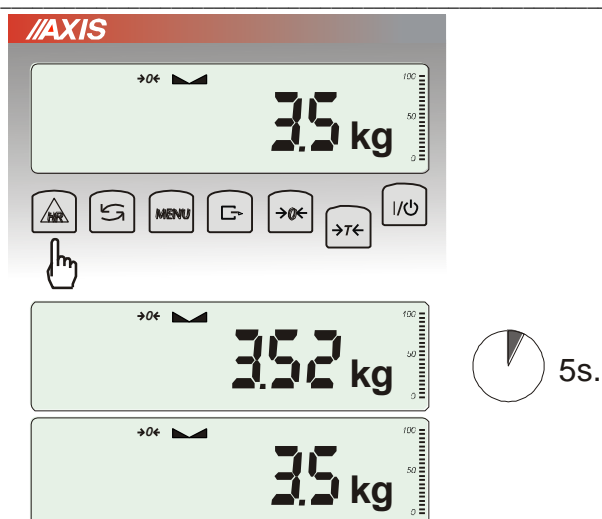 //AXIS
→0← 100
3.5 kg 50
0
HR MENU →0← →T← I/⏻
→0← 100
3.52 kg 50
0
5s.
→0← 100
3.5 kg 50
0